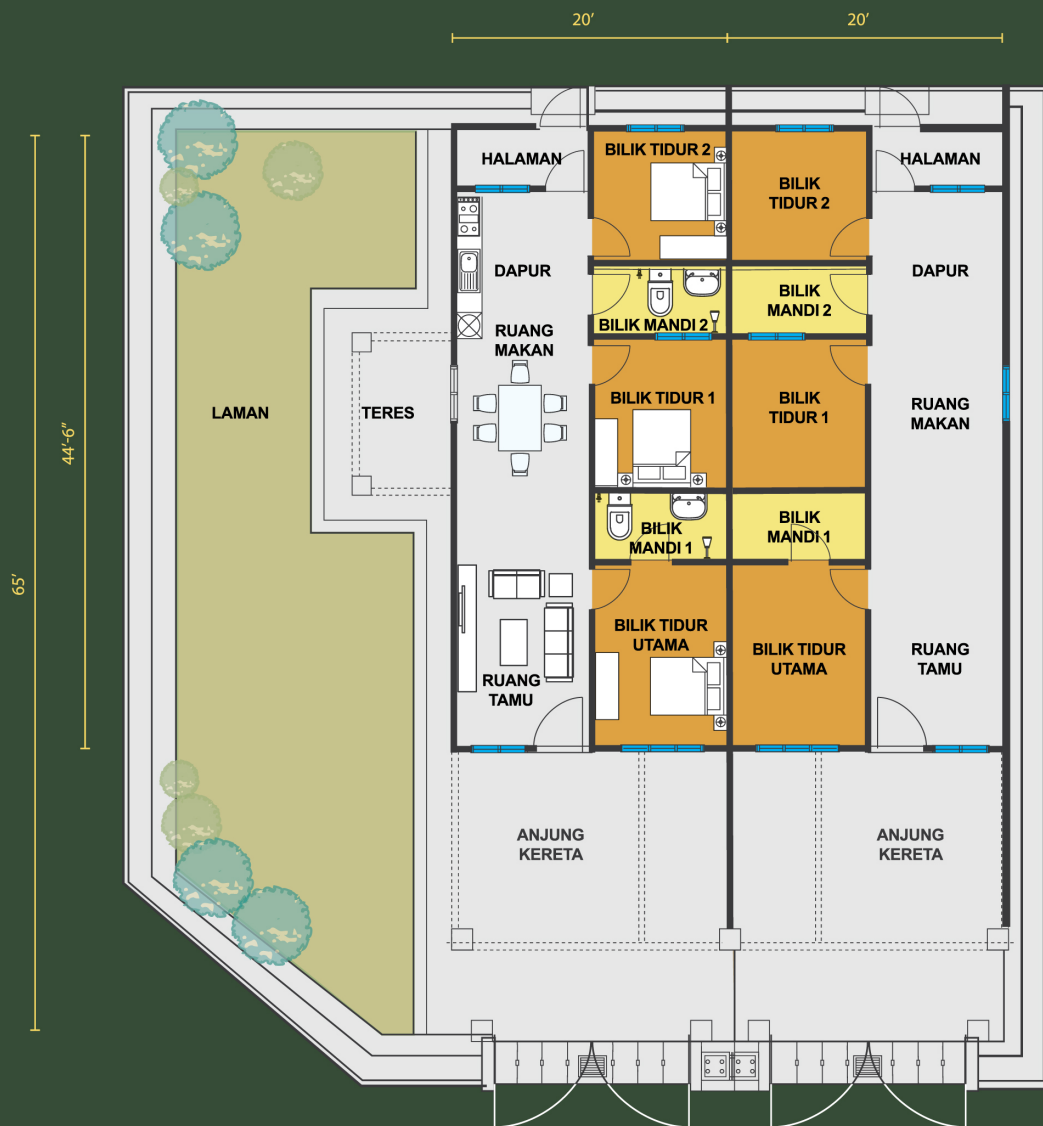 20’
20’
HALAMAN
BILIK TIDUR 2
BILIK
TIDUR 2
HALAMAN
DAPUR
BILIK MANDI 2
BILIK
MANDI 2
DAPUR
RUANG
MAKAN
LAMAN
TERES
BILIK TIDUR 1
BILIK
TIDUR 1
RUANG
MAKAN
44’-6”
65’
BILIK
MANDI 1
BILIK
MANDI 1
RUANG
TAMU
BILIK TIDUR
UTAMA
BILIK TIDUR
UTAMA
RUANG
TAMU
ANJUNG
KERETA
ANJUNG
KERETA